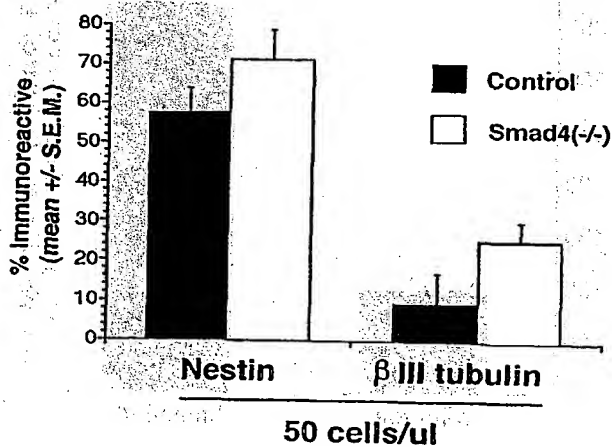 % Immunoreactive
(mean +/- S.E.M.)
80
70
60
50
40
30
20
10
0
Control
Smad4(-/-)
Nestin
β III tubulin
50 cells/ul